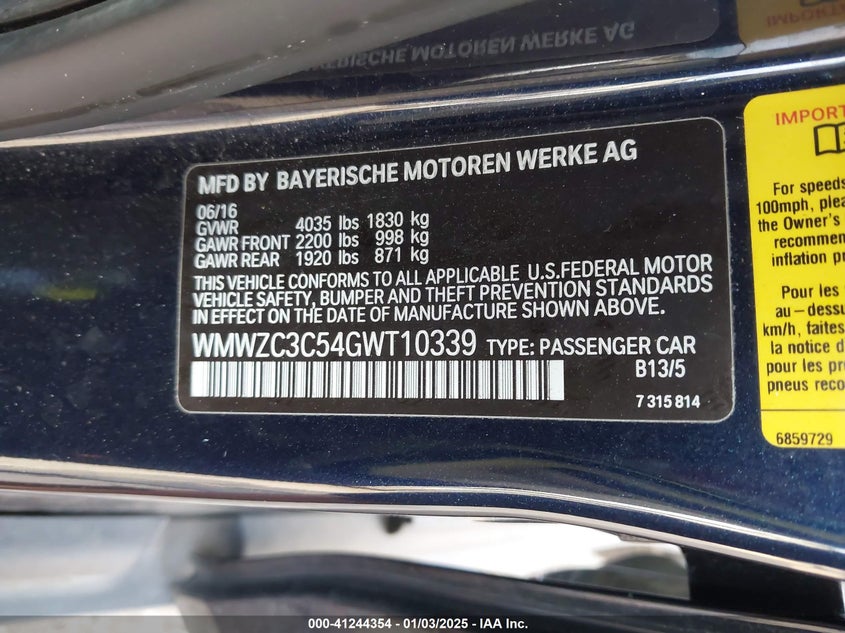 MFD BY BAYERISCHE MOTOREN WERKE AG
06/16
GVWR 4035 lbs 1830 kg
GAWR FRONT 2200 lbs 998 kg
GAWR REAR 1920 lbs 871 kg
THIS VEHICLE CONFORMS TO ALL APPLICABLE U.S.FEDERAL MOTOR
VEHICLE SAFETY, BUMPER AND THEFT PREVENTION STANDARDS
IN EFFECT ON THE DATE OF MANUFACTURE SHOWN ABOVE.
WMWZC3C54GWT10339 TYPE: PASSENGER CAR
B13/5
7 315 814
IMPORT
For speeds
100mph, plea
the Owner's
recommen
inflation pr
Pour les
au-dessu
km/h, faites
la notice d
pour les p
pneus reco
6859729
000-41244354 - 01/03/2025 - IAA Inc.